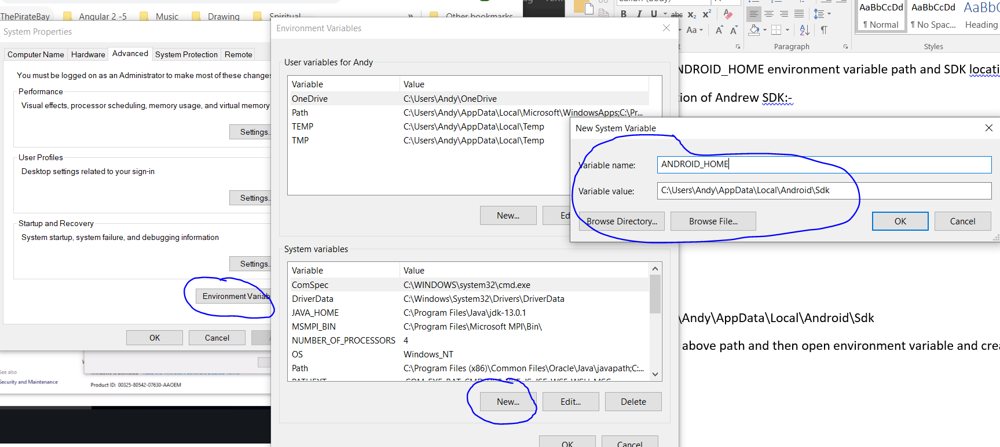 ThePirateBay
Angular 2 -5
Music
Drawing
Spiritual
»
Other bookmarks
B I U abc x₂ x²
Aa A A
AaBbCcDd AaBbCcDd AaBbC
¶ Normal ¶ No Spac... Heading
Paragraph
Styles
System Properties
Computer Name Hardware Advanced System Protection Remote
You must be logged on as an Administrator to make most of these changes
Performance
Visual effects, processor scheduling, memory usage, and virtual memory
Settings..
User Profiles
Desktop settings related to your sign-in
Settings..
Startup and Recovery
System startup, system failure, and debugging information
Settings..
Environment Variab
OK Cancel
See also
Security and Maintenance
Product ID: 00325-80542-07630-AAOEM
Environment Variables
User variables for Andy
Variable Value
OneDrive C:\Users\Andy\OneDrive
Path C:\Users\Andy\AppData\Local\Microsoft\WindowsApps;C:\Pr...
TEMP C:\Users\Andy\AppData\Local\Temp
TMP C:\Users\Andy\AppData\Local\Temp
New... Ed
System variables
Variable Value
ComSpec C:\WINDOWS\system32\cmd.exe
DriverData C:\Windows\System32\Drivers\DriverData
JAVA_HOME C:\Program Files\Java\jdk-13.0.1
MSMPI_BIN C:\Program Files\Microsoft MPI\Bin\
NUMBER_OF_PROCESSORS 4
OS Windows_NT
Path C:\Program Files (x86)\Common Files\Oracle\Java\javapath;C:...
New... Edit... Delete
OK Cancel
NDROID_HOME environment variable path and SDK locati
tion of Andrew SDK:-
New System Variable
Variable name: ANDROID_HOME
Variable value: C:\Users\Andy\AppData\Local\Android\Sdk
Browse Directory... Browse File... OK Cancel
\Andy\AppData\Local\Android\Sdk
above path and then open environment variable and crea